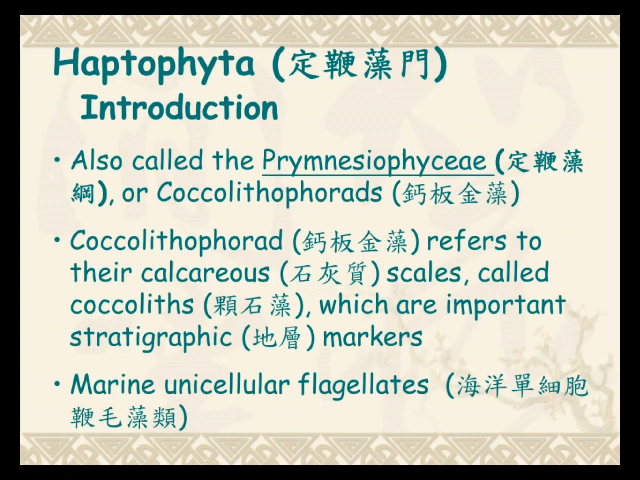 Haptophyta (定鞭藻門)
Introduction
• Also called the Prymnesiophyceae (定鞭藻
綱), or Coccolithophorads (鈣板金藻)
• Coccolithophorad (鈣板金藻) refers to
their calcareous (石灰質) scales, called
coccoliths (顆石藻), which are important
stratigraphic (地層) markers
• Marine unicellular flagellates (海洋單細胞
鞭毛藻類)